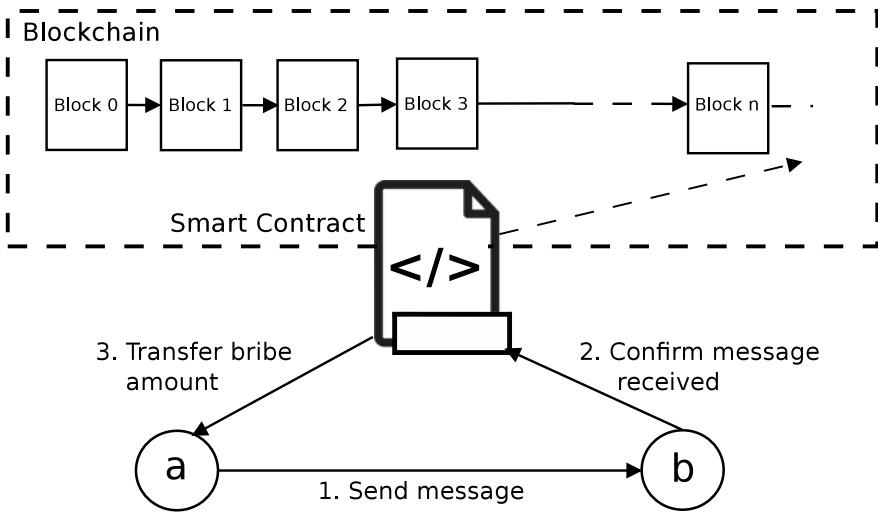 Blockchain
Block 0
Block 1
Block 2
Block 3
Block n
Smart Contract
</>
3. Transfer bribe
amount
2. Confirm message
received
a
b
1. Send message